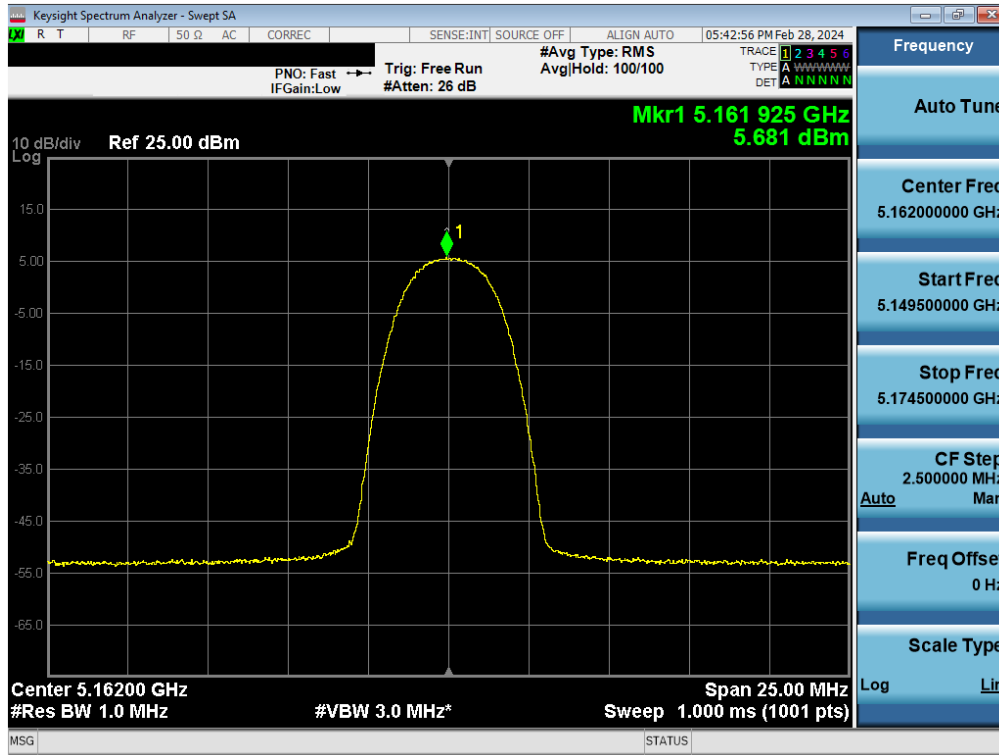 Keysight Spectrum Analyzer - Swept SA
LXI R T RF 50 Ω AC CORREC SENSE:INT SOURCE OFF ALIGN AUTO 05:42:56 PM Feb 28, 2024
PNO: Fast
IFGain:Low
Trig: Free Run
#Atten: 26 dB
#Avg Type: RMS
Avg|Hold: 100/100
TRACE 1 2 3 4 5 6
TYPE A WWWWW
DET A N N N N N
Mkr1 5.161 925 GHz
5.681 dBm
10 dB/div Ref 25.00 dBm
Log
15.0
5.00
-5.00
-15.0
-25.0
-35.0
-45.0
-55.0
-65.0
1
Center 5.16200 GHz Span 25.00 MHz
#Res BW 1.0 MHz #VBW 3.0 MHz* Sweep 1.000 ms (1001 pts)
MSG STATUS
Frequency
Auto Tune
Center Freq
5.162000000 GHz
Start Freq
5.149500000 GHz
Stop Freq
5.174500000 GHz
CF Step
2.500000 MHz
Auto Man
Freq Offset
0 Hz
Scale Type
Log Lin